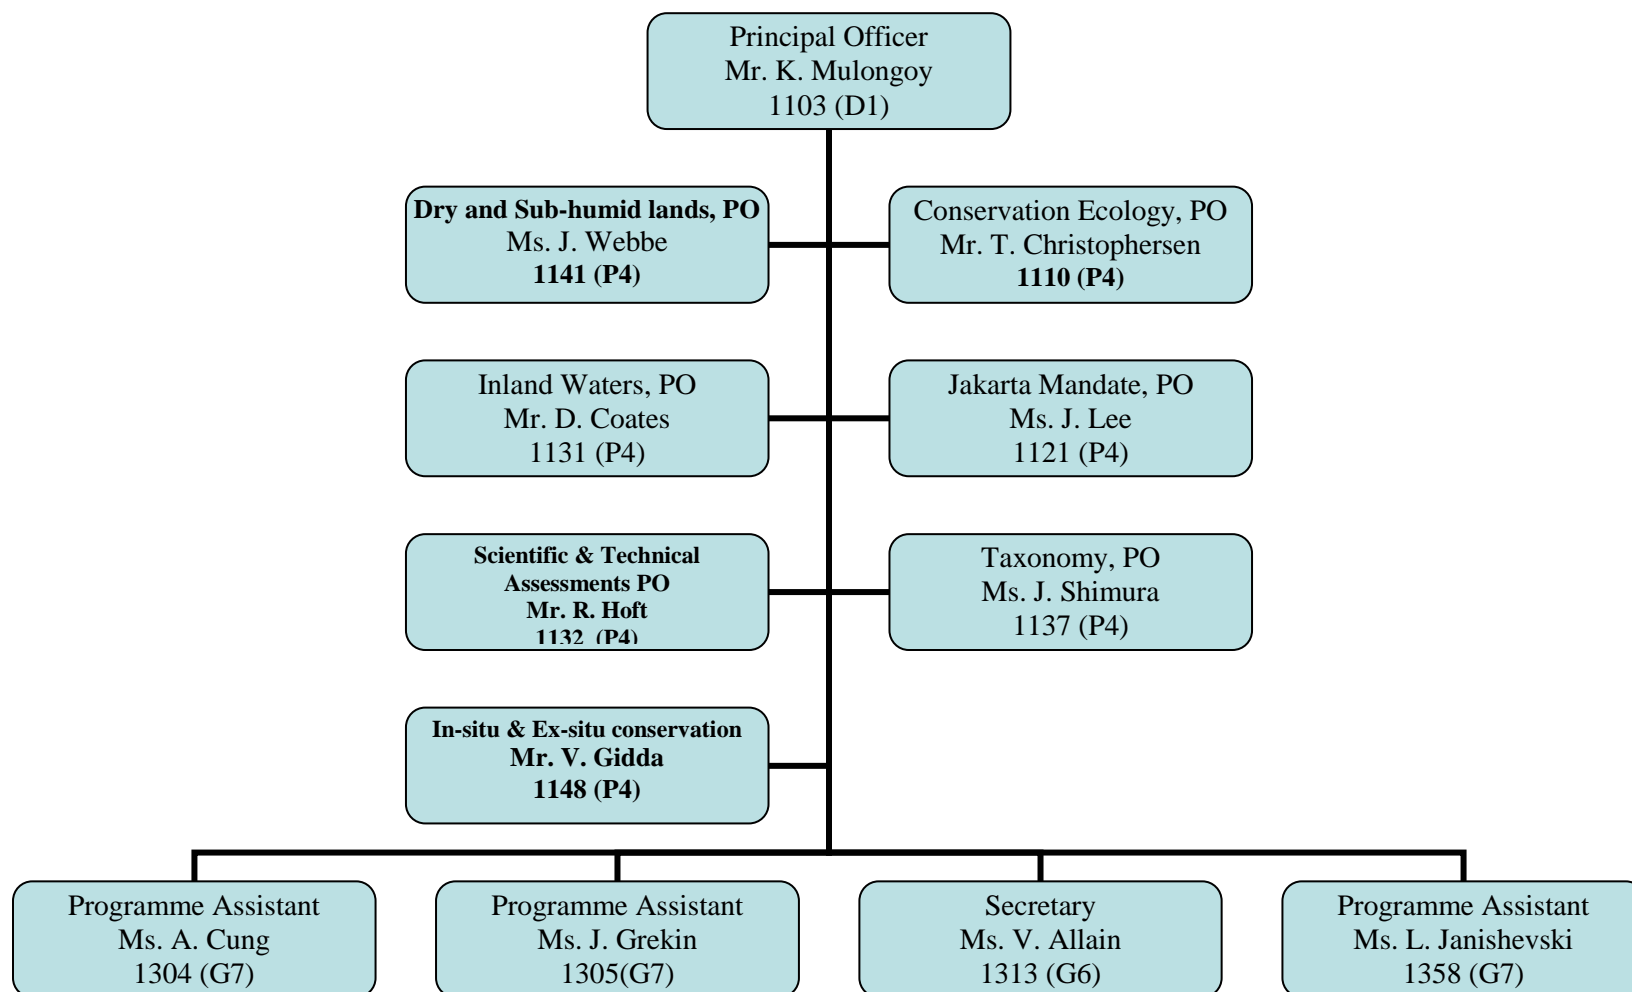 Principal Officer
Mr. K. Mulongoy
1103 (D1)
Dry and Sub-humid lands, PO
Ms. J. Webbe
1141 (P4)
Conservation Ecology, PO
Mr. T. Christophersen
1110 (P4)
Inland Waters, PO
Mr. D. Coates
1131 (P4)
Jakarta Mandate, PO
Ms. J. Lee
1121 (P4)
Scientific & Technical
Assessments PO
Mr. R. Hoft
1132 (P4)
Taxonomy, PO
Ms. J. Shimura
1137 (P4)
In-situ & Ex-situ conservation
Mr. V. Gidda
1148 (P4)
Programme Assistant
Ms. A. Cung
1304 (G7)
Programme Assistant
Ms. J. Grekin
1305(G7)
Secretary
Ms. V. Allain
1313 (G6)
Programme Assistant
Ms. L. Janishevski
1358 (G7)